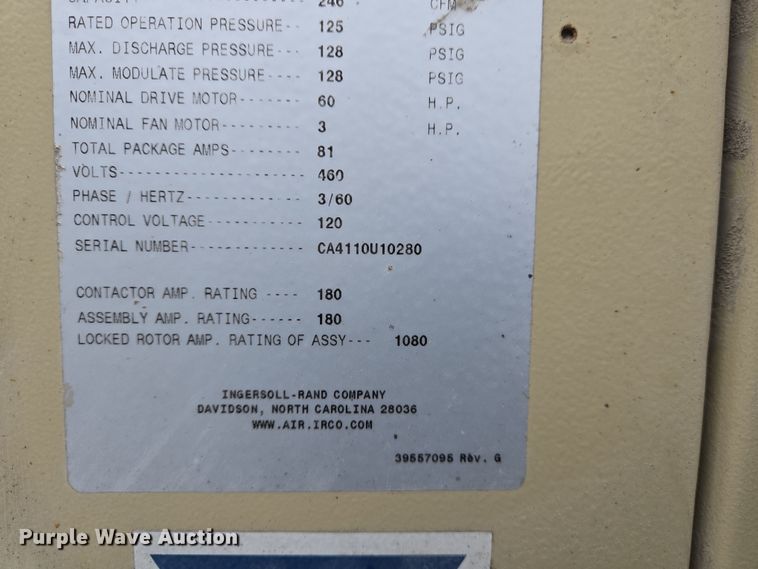 CAPACITY 246 CFM
RATED OPERATION PRESSURE-- 125 PSIG
MAX. DISCHARGE PRESSURE---- 128 PSIG
MAX. MODULATE PRESSURE---- 128 PSIG
NOMINAL DRIVE MOTOR-------- 60 H.P.
NOMINAL FAN MOTOR---------- 3 H.P.
TOTAL PACKAGE AMPS--------- 81
VOLTS---------------------- 460
PHASE / HERTZ-------------- 3/60
CONTROL VOLTAGE------------ 120
SERIAL NUMBER-------------- CA4110U10280
CONTACTOR AMP. RATING ---- 180
ASSEMBLY AMP. RATING------ 180
LOCKED ROTOR AMP. RATING OF ASSY--- 1080
INGERSOLL-RAND COMPANY
DAVIDSON, NORTH CAROLINA 28036
WWW.AIR.IRCO.COM
39557095 Rev. G
Purple Wave Auction